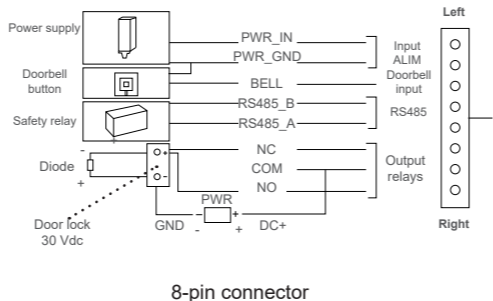 Left
Power supply
PWR_IN
Input
ALIM
PWR_GND
Doorbell
button
BELL
Doorbell
input
RS485_B
RS485
RS485_A
Safety relay
+
-
NC
Diode
COM
Output
relays
+
-
+
NO
PWR
Door lock
30 Vdc
GND
-
+
-
+
DC+
Right
8-pin connector